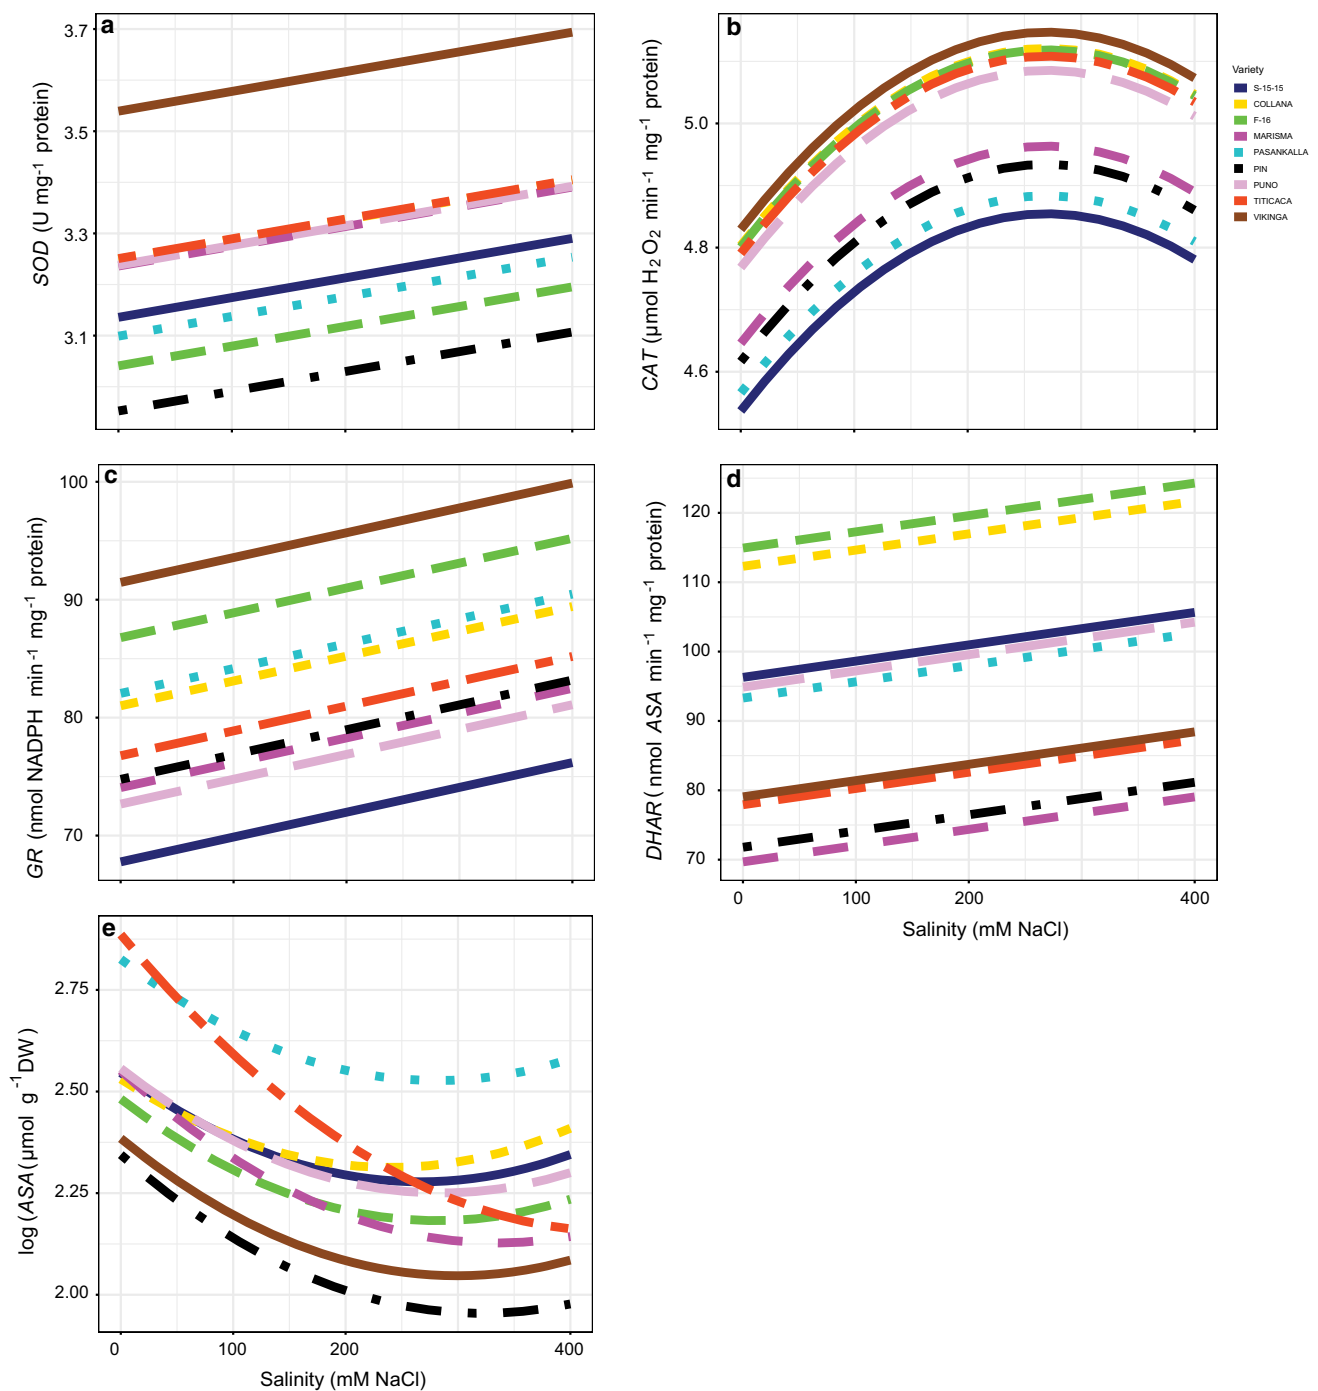 a
SOD (U mg-1 protein)
3.7
3.5
3.3
3.1
b
CAT (μmol H2O2 min-1 mg-1 protein)
5.0
4.8
4.6
Variety
S-15-15
COLLANA
F-16
MARISMA
PASANKALLA
PIN
PUNO
TITICACA
VIKINGA
c
GR (nmol NADPH min-1 mg-1 protein)
100
90
80
70
d
DHAR ( nmol ASA min-1 mg-1 protein)
120
110
100
90
80
70
0 100 200 400
Salinity (mM NaCl)
e
log (ASA (μmol g-1DW )
2.75
2.50
2.25
2.00
0 100 200 400
Salinity (mM NaCl)